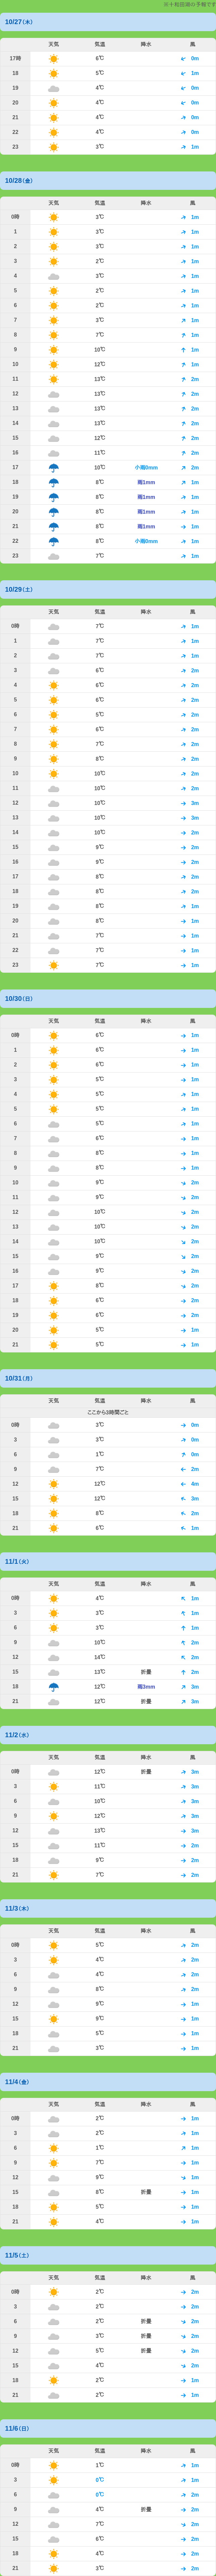 ※十和田湖の予報です
10/27(木)
天気 気温 降水 風
17時 6℃ 0m
18 5℃ 1m
19 4℃ 0m
20 4℃ 0m
21 4℃ 0m
22 4℃ 0m
23 3℃ 1m
10/28(金)
天気 気温 降水 風
0時 3℃ 1m
1 3℃ 1m
2 3℃ 1m
3 2℃ 1m
4 3℃ 1m
5 2℃ 1m
6 2℃ 1m
7 3℃ 1m
8 7℃ 1m
9 10℃ 1m
10 12℃ 1m
11 13℃ 2m
12 13℃ 2m
13 13℃ 2m
14 13℃ 2m
15 12℃ 2m
16 11℃ 2m
17 10℃ 小雨0mm 2m
18 8℃ 雨1mm 1m
19 8℃ 雨1mm 1m
20 8℃ 雨1mm 1m
21 8℃ 雨1mm 1m
22 8℃ 小雨0mm 1m
23 7℃ 1m
10/29(土)
天気 気温 降水 風
0時 7℃ 1m
1 7℃ 1m
2 7℃ 1m
3 6℃ 2m
4 6℃ 2m
5 6℃ 2m
6 5℃ 2m
7 6℃ 2m
8 7℃ 2m
9 8℃ 2m
10 10℃ 2m
11 10℃ 2m
12 10℃ 3m
13 10℃ 3m
14 10℃ 2m
15 9℃ 2m
16 9℃ 2m
17 8℃ 2m
18 8℃ 2m
19 8℃ 1m
20 8℃ 1m
21 7℃ 1m
22 7℃ 1m
23 7℃ 1m
10/30(日)
天気 気温 降水 風
0時 6℃ 1m
1 6℃ 1m
2 6℃ 1m
3 5℃ 1m
4 5℃ 1m
5 5℃ 1m
6 5℃ 1m
7 6℃ 1m
8 8℃ 1m
9 8℃ 1m
10 9℃ 2m
11 9℃ 2m
12 10℃ 2m
13 10℃ 2m
14 10℃ 2m
15 9℃ 2m
16 9℃ 2m
17 8℃ 2m
18 6℃ 2m
19 6℃ 2m
20 5℃ 1m
21 5℃ 1m
10/31(月)
天気 気温 降水 風
ここから3時間ごと
0時 3℃ 0m
3 3℃ 0m
6 1℃ 0m
9 7℃ 2m
12 12℃ 4m
15 12℃ 3m
18 8℃ 2m
21 6℃ 1m
11/1(火)
天気 気温 降水 風
0時 4℃ 1m
3 3℃ 1m
6 3℃ 1m
9 10℃ 2m
12 14℃ 2m
15 13℃ 折畳 2m
18 12℃ 雨3mm 3m
21 12℃ 折畳 3m
11/2(水)
天気 気温 降水 風
0時 12℃ 折畳 3m
3 11℃ 3m
6 10℃ 3m
9 12℃ 3m
12 13℃ 3m
15 11℃ 2m
18 9℃ 2m
21 7℃ 2m
11/3(木)
天気 気温 降水 風
0時 5℃ 2m
3 4℃ 2m
6 4℃ 2m
9 8℃ 2m
12 9℃ 1m
15 9℃ 1m
18 5℃ 1m
21 3℃ 1m
11/4(金)
天気 気温 降水 風
0時 2℃ 1m
3 2℃ 1m
6 1℃ 1m
9 7℃ 1m
12 9℃ 1m
15 8℃ 折畳 2m
18 5℃ 1m
21 4℃ 1m
11/5(土)
天気 気温 降水 風
0時 2℃ 2m
3 2℃ 2m
6 2℃ 折畳 2m
9 3℃ 折畳 2m
12 5℃ 折畳 2m
15 4℃ 2m
18 2℃ 1m
21 2℃ 1m
11/6(日)
天気 気温 降水 風
0時 1℃ 1m
3 0℃ 1m
6 0℃ 2m
9 4℃ 折畳 2m
12 7℃ 2m
15 6℃ 2m
18 4℃ 2m
21 3℃ 2m